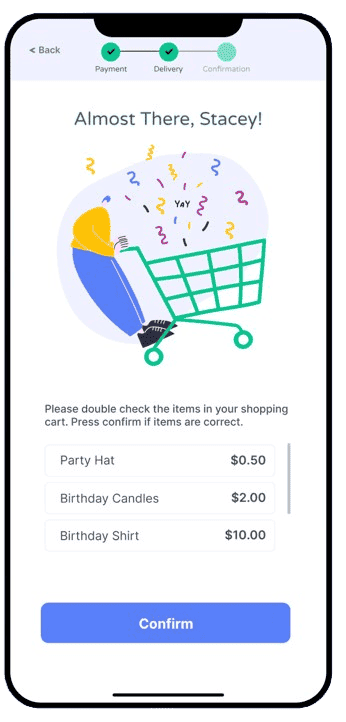 < Back
Payment Delivery Confirmation
Almost There, Stacey!
YAY
Please double check the items in your shopping
cart. Press confirm if items are correct.
Party Hat $0.50
Birthday Candles $2.00
Birthday Shirt $10.00
Confirm